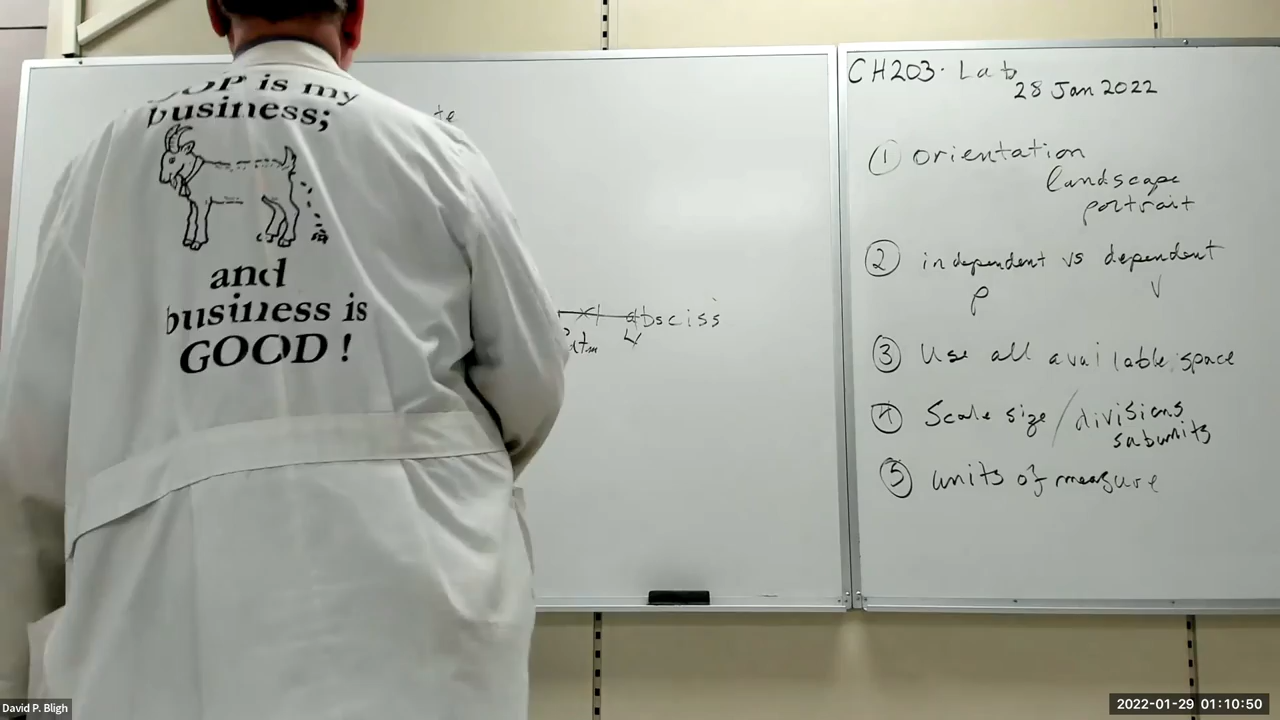 is my
business;
and
business is
GOOD !
te
absciss
CH203. Lab
28 Jan 2022
① orientation
landscape
portrait
② independent vs dependent
P V
③ Use all available space
④ Scale size / divisions
subunits
⑤ units of measure
David P. Bligh
2022-01-29 01:10:50